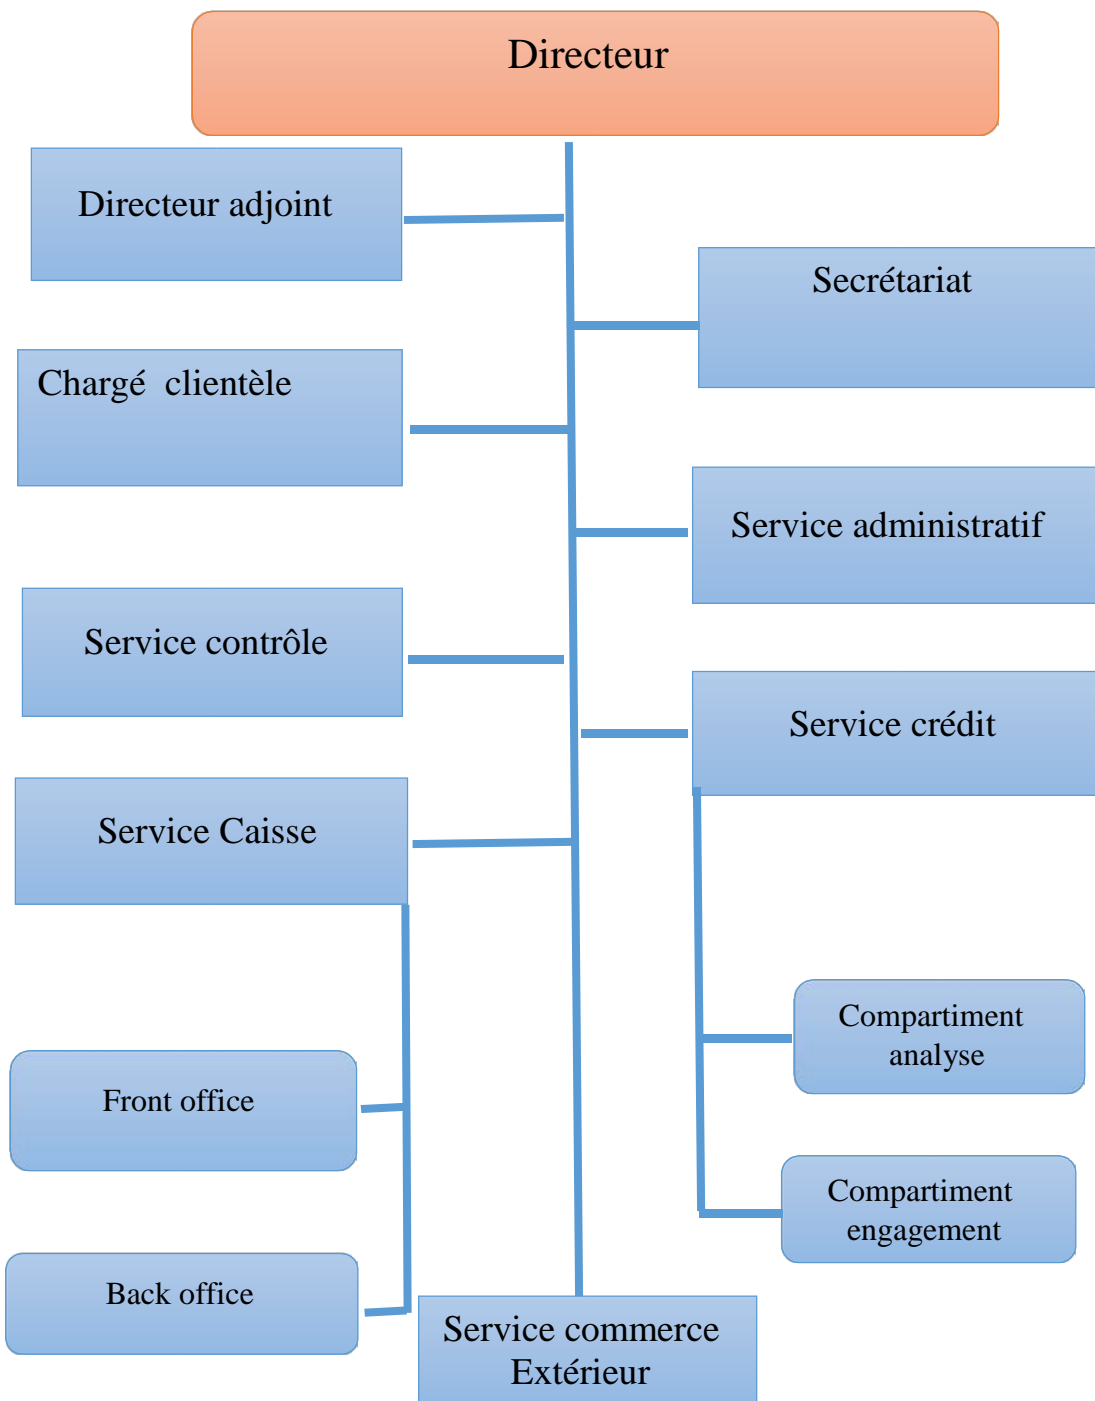 Directeur
Directeur adjoint
Secrétariat
Chargé clientèle
Service administratif
Service contrôle
Service crédit
Service Caisse
Compartiment
analyse
Front office
Compartiment
engagement
Back office
Service commerce
Extérieur